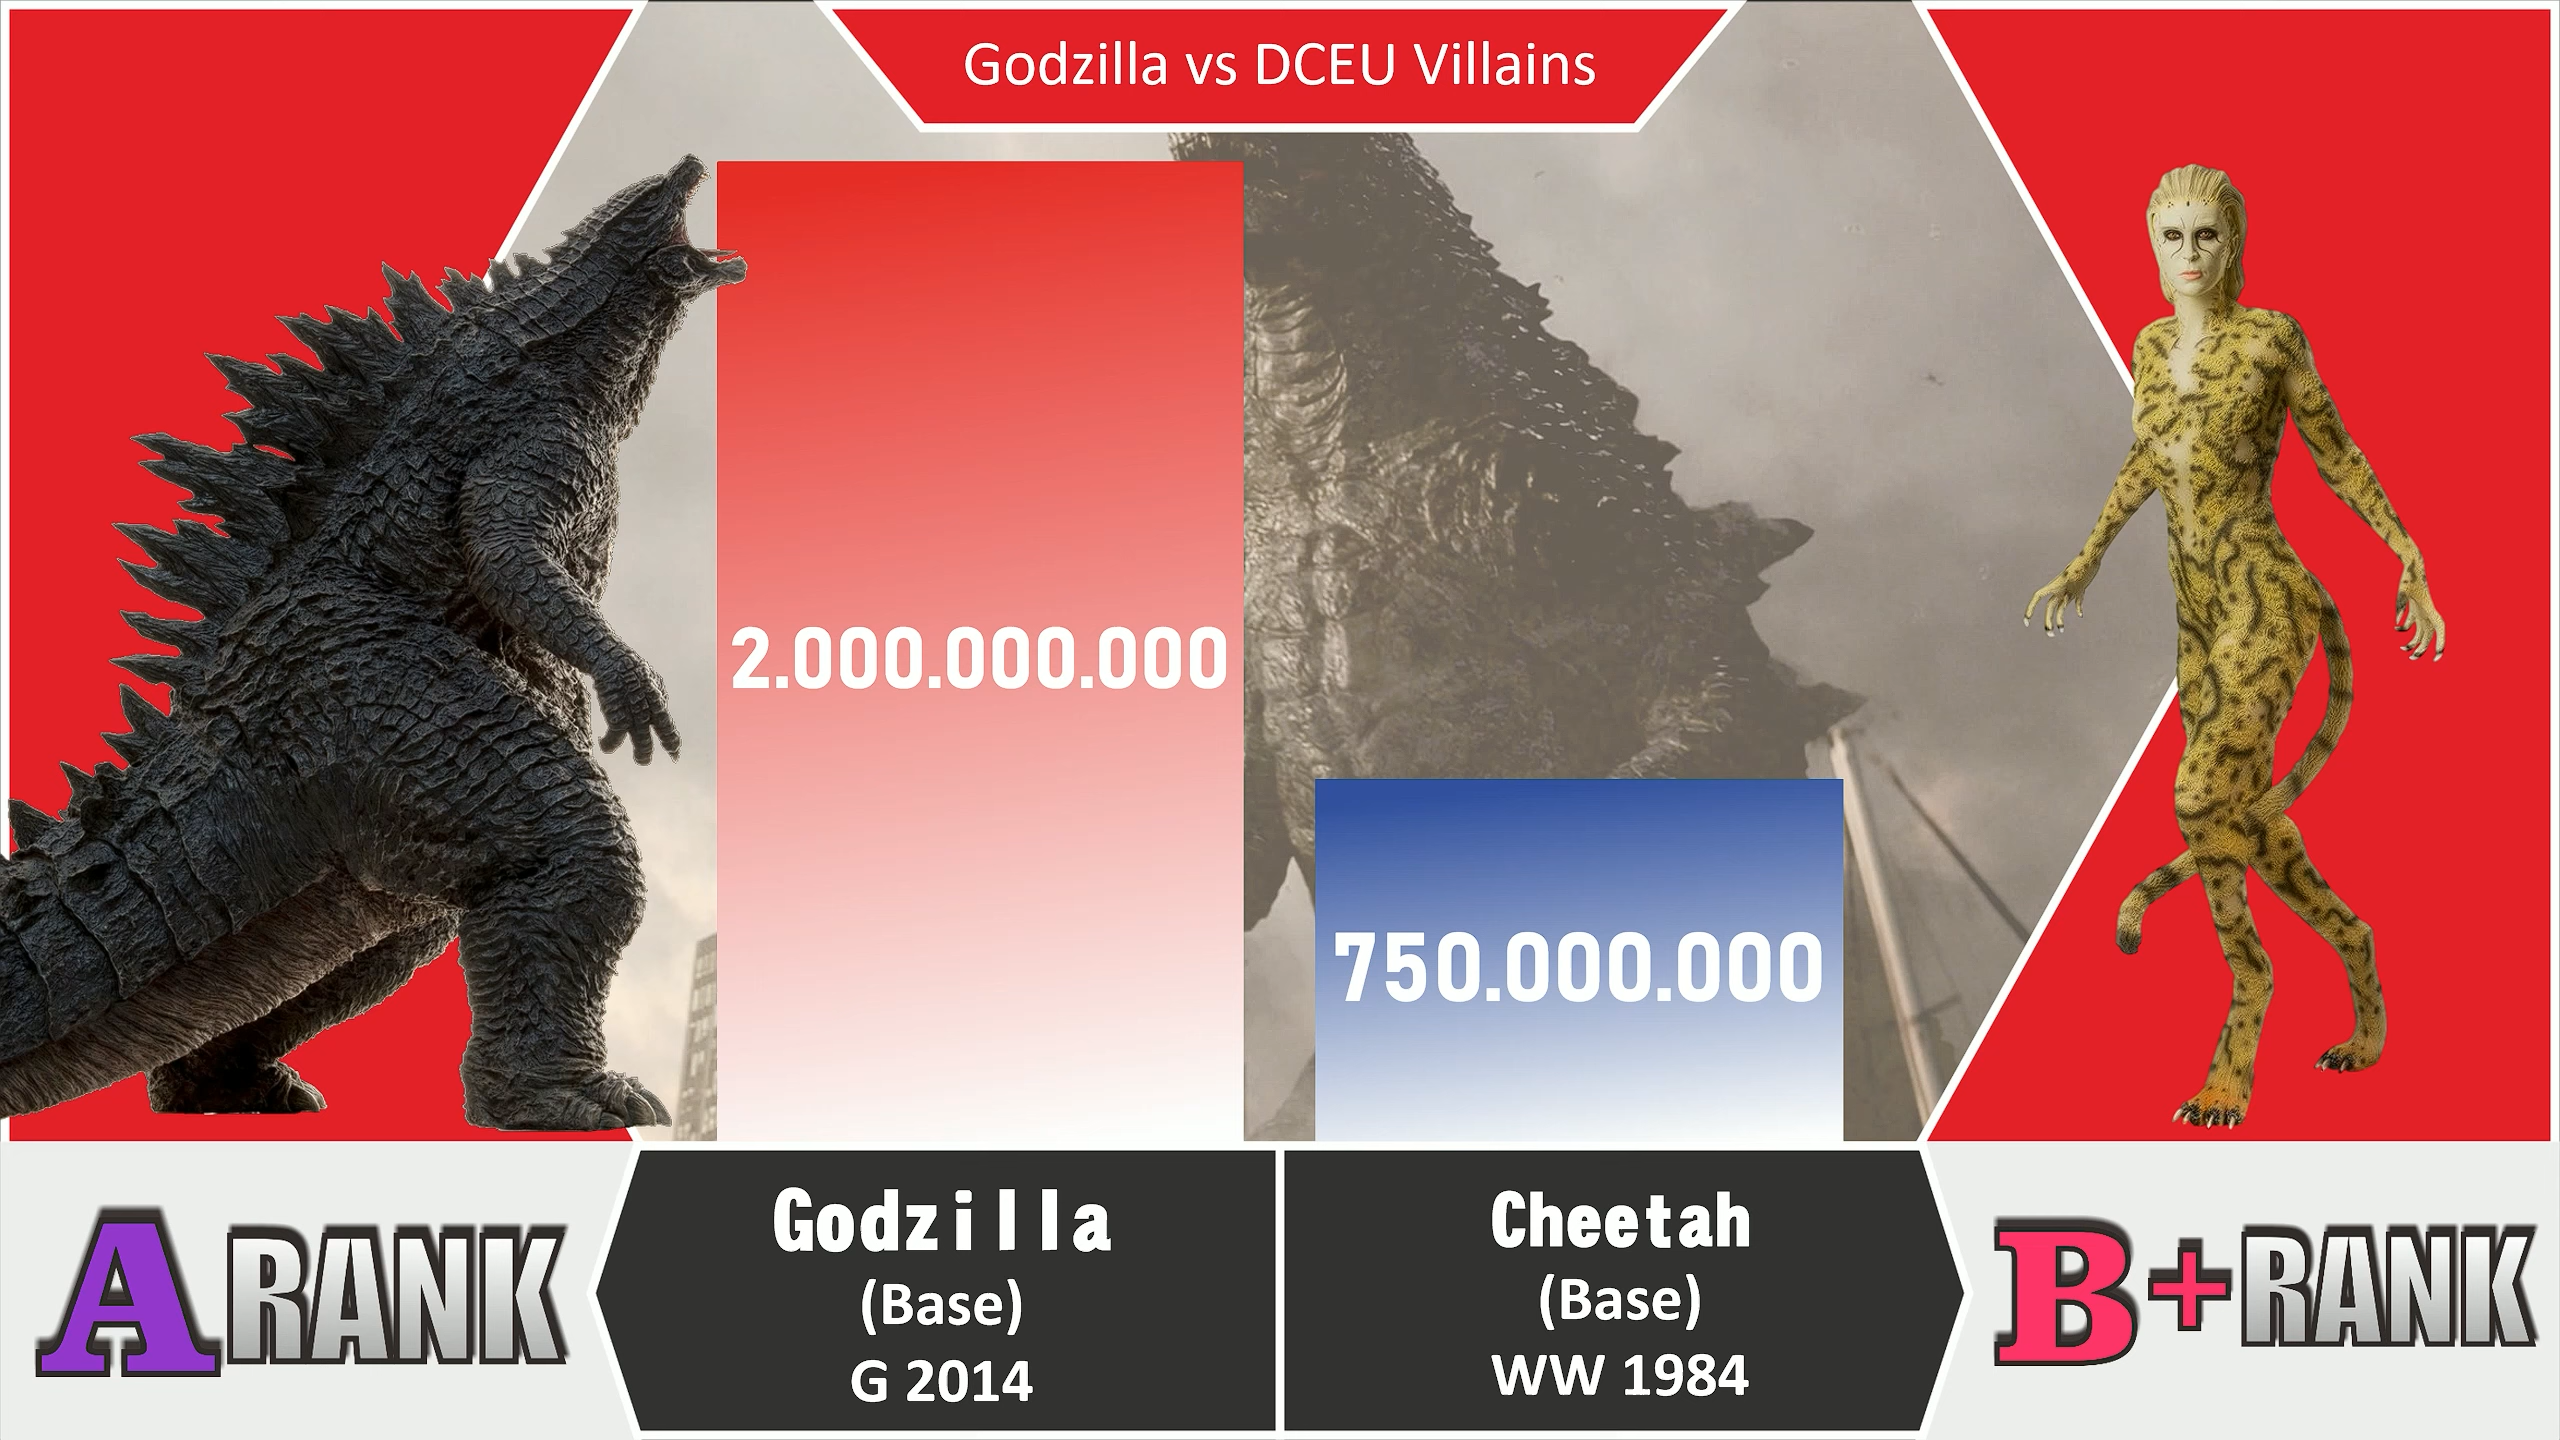 Godzilla vs DCEU Villains
2.000.000.000
750.000.000
A RANK
Godzilla
(Base)
G 2014
Cheetah
(Base)
WW 1984
B+RANK